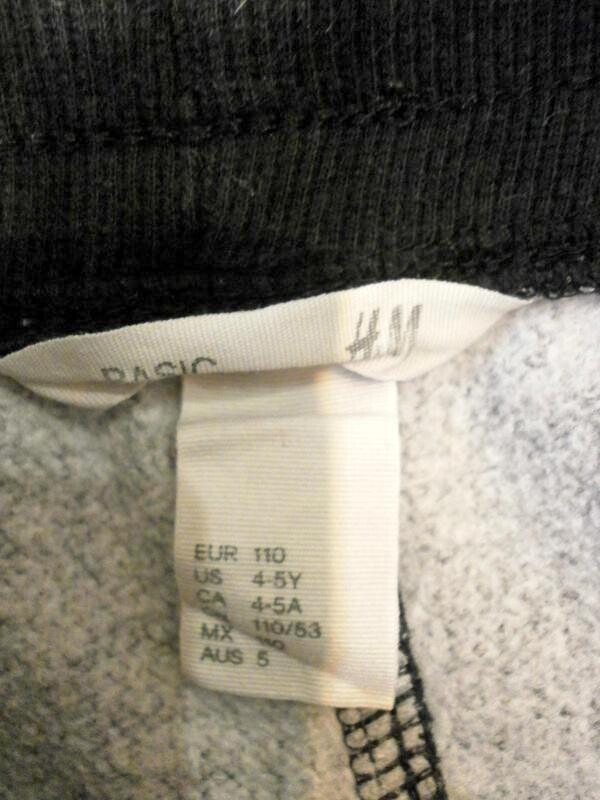 BASIC H&M
EUR 110
US 4-5Y
CA 4-5A
110/53
MX
AUS 5